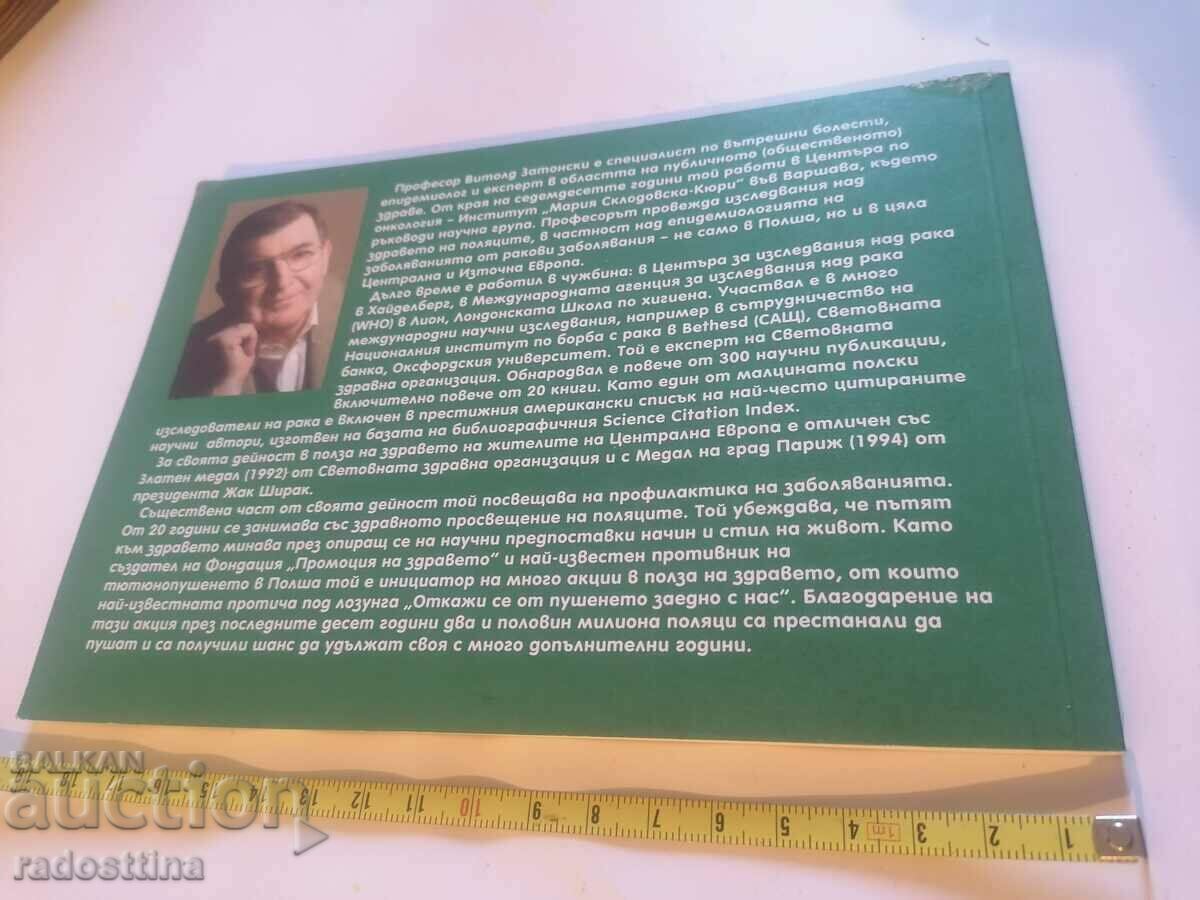 Професор Витолд Затонски е специалист по вътрешни болести,
епидемиолог и експерт в областта на публичното (общественото)
здраве. От края на седемдесетте години той работи в Центъра по
онкология – Институт „Мария Склодовска-Кюри“ във Варшава, където
ръководи научна група. Професорът провежда изследвания над
здравето на поляците, в частност над епидемиологията на
заболяванията от ракови заболявания – не само в Полша, но и в цяла
Централна и Източна Европа.
Дълго време е работил в чужбина: в Центъра за изследвания над рака
в Хайделберг, в Международната агенция за изследвания над рака
(WHO) в Лион, Лондонската Школа по хигиена. Участвал е в много
международни научни изследвания, например в сътрудничество на
Националния институт по борба с рака в Bethesd (САЩ), Световната
банка, Оксфордския университет. Той е експерт на Световната
здравна организация. Обнародвал е повече от 300 научни публикации,
включително повече от 20 книги. Като един от малцината полски
изследователи на рака е включен в престижния американски списък на най-често цитираните
научни автори, изготвен на базата на библиографичния Science Citation Index.
За своята дейност в полза на здравето на жителите на Централна Европа е отличен със
Златен медал (1992) от Световната здравна организация и с Медал на град Париж (1994) от
президента Жак Ширак.
Съществена част от своята дейност той посвещава на профилактика на заболяванията.
От 20 години се занимава със здравното просвещение на поляците. Той убеждава, че пътят
към здравето минава през опиращ се на научни предпоставки начин и стил на живот. Като
създател на Фондация „Промоция на здравето“ и най-известен противник на
тютюнопушенето в Полша той е инициатор на много акции в полза на здравето, от които
най-известната протича под лозунга „Откажи се от пушенето заедно с нас“. Благодарение на
тази акция през последните десет години два и половин милиона поляци са престанали да
пушат и са получили шанс да удължат своя с много допълнителни години.
BALKAN
auction
radosttina
13 12 11 10 9 8 7 6 5 4 1m 3 2 1